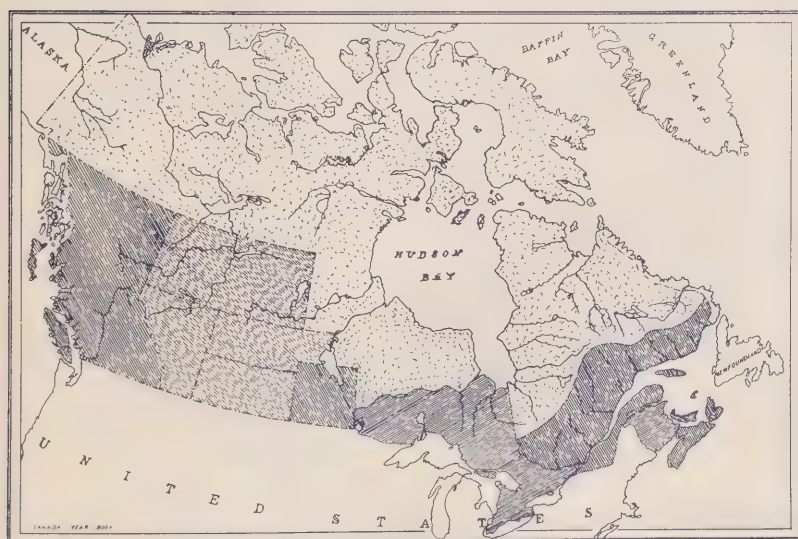 ALASKA
BAFFIN
BAY
GREENLAND
HUDSON
BAY
NEWFOUNDLAND
UNITED STATES
CANADA YEAR BOOK